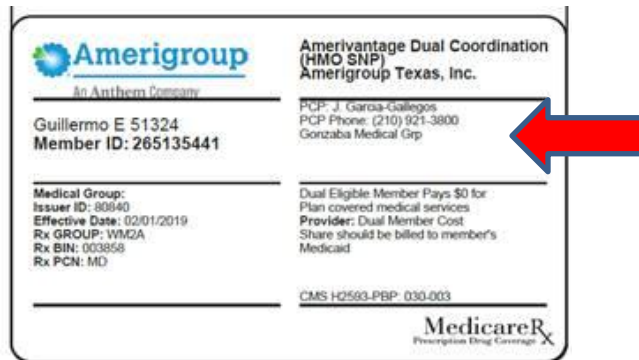 Amerigroup
An Anthem Company
Amerivantage Dual Coordination
(HMO SNP)
Amerigroup Texas, Inc.
Guillermo E 51324
Member ID: 265135441
PCP: J. Garoa-Gallegos
PCP Phone: (210) 921-3800
Gonzaba Medical Grp
Medical Group:
Issuer ID: 80840
Effective Date: 02/01/2019
Rx GROUP: WM2A
Rx BIN: 003858
Rx PCN: MD
Dual Eligible Member Pays $0 for
Plan covered medical services
Provider: Dual Member Cost
Share should be billed to member's
Medicaid
CMS H2593-PBP: 030-003
MedicareRx
Prescription Drug Coverage